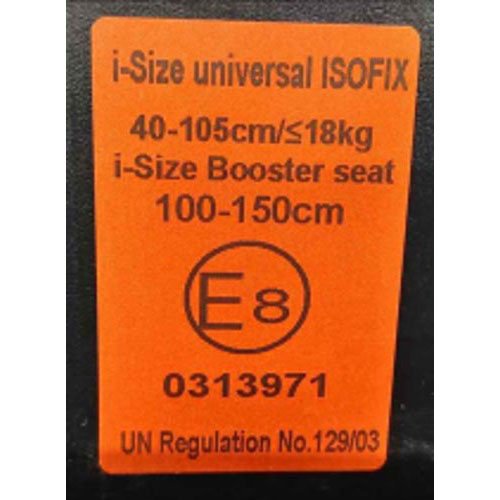 i-Size universal ISOFIX
40-105cm/≤18kg
i-Size Booster seat
100-150cm
E8
0313971
UN Regulation No.129/03